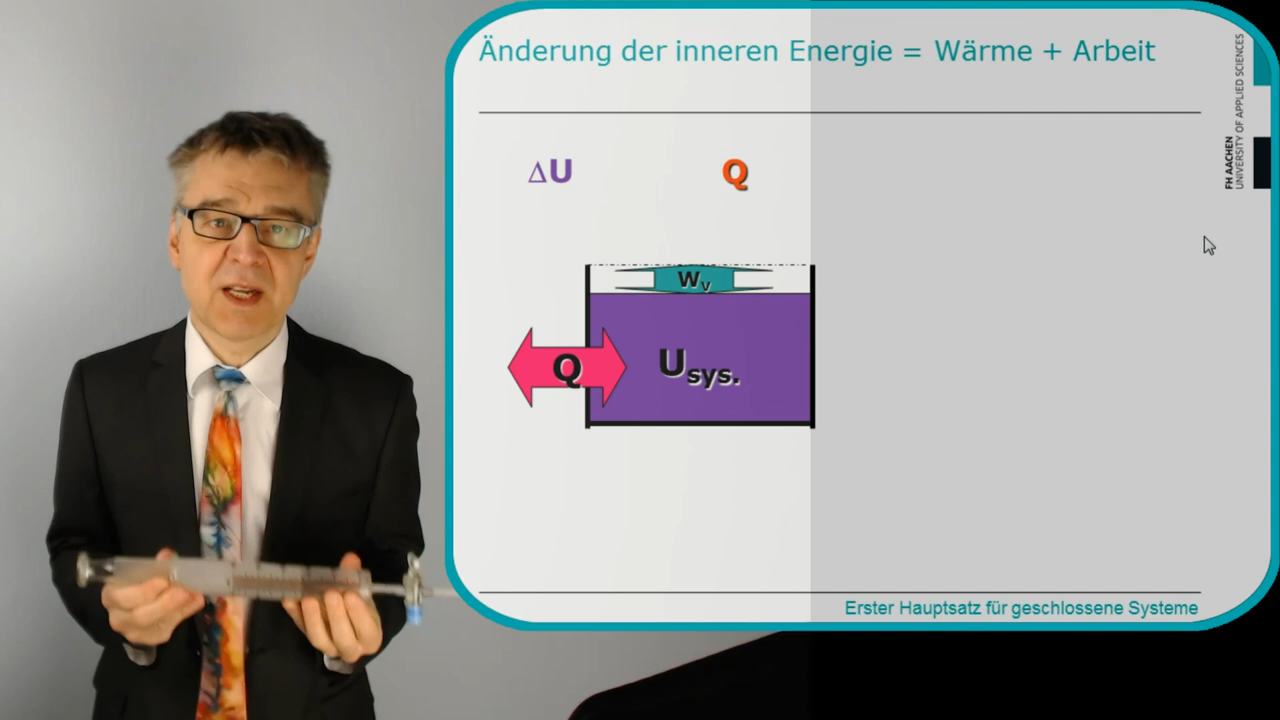 Änderung der inneren Energie = Wärme + Arbeit
FH AACHEN
UNIVERSITY OF APPLIED SCIENCES
ΔU
Q
Wv
Q
Usys.
Erster Hauptsatz für geschlossene Systeme